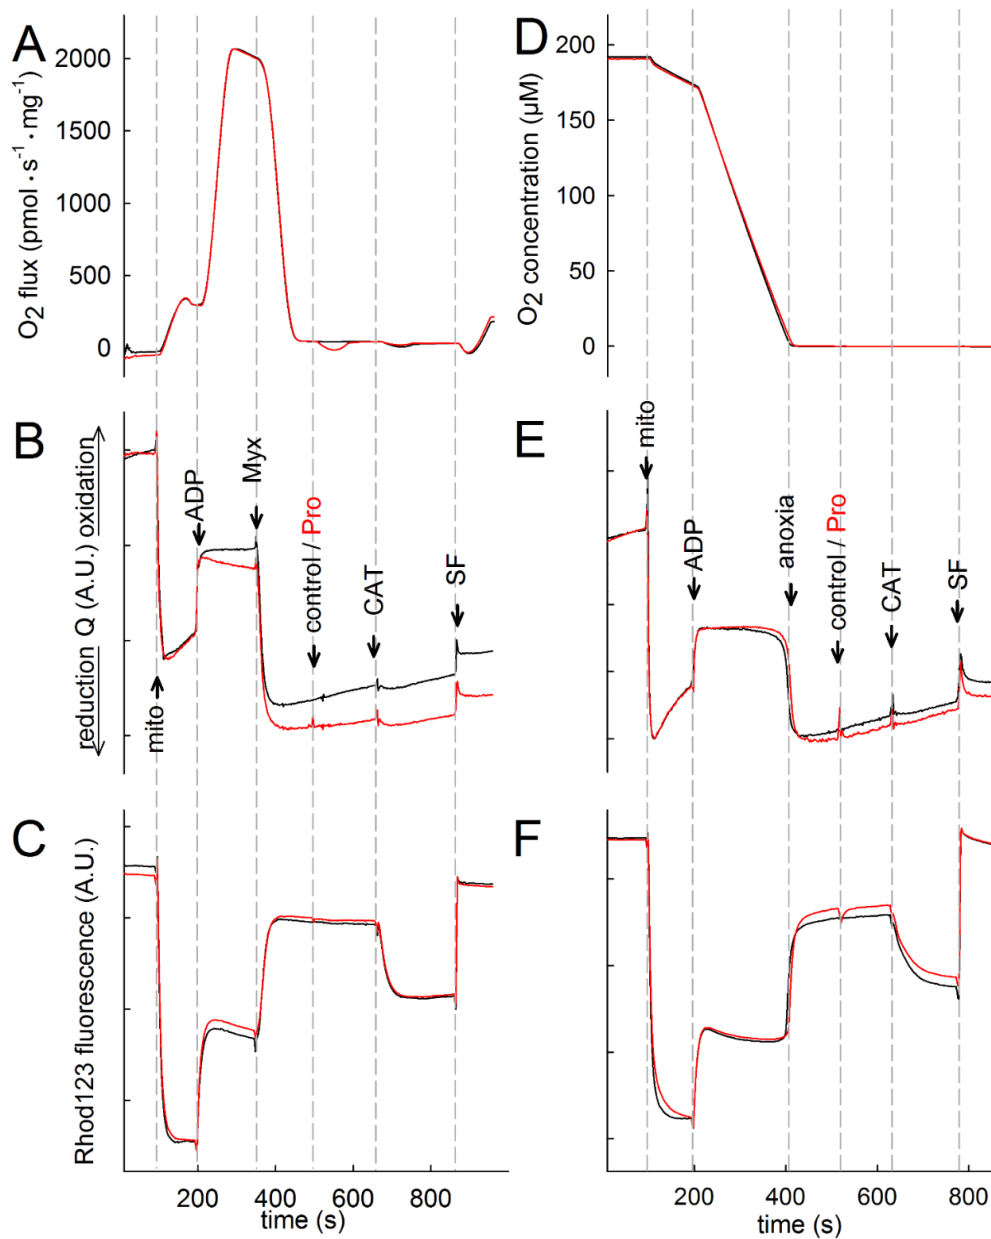 A
O2 flux (pmol · s-1 · mg-1)
2000
1500
1000
500
0
D
O2 concentration (µM)
200
150
100
50
0
B
reduction Q (A.U.) oxidation
mito
ADP
Myx
control / Pro
CAT
SF
E
mito
ADP
anoxia
control / Pro
CAT
SF
C
Rhod123 fluorescence (A.U.)
200 400 600 800
time (s)
F
200 400 600 800
time (s)